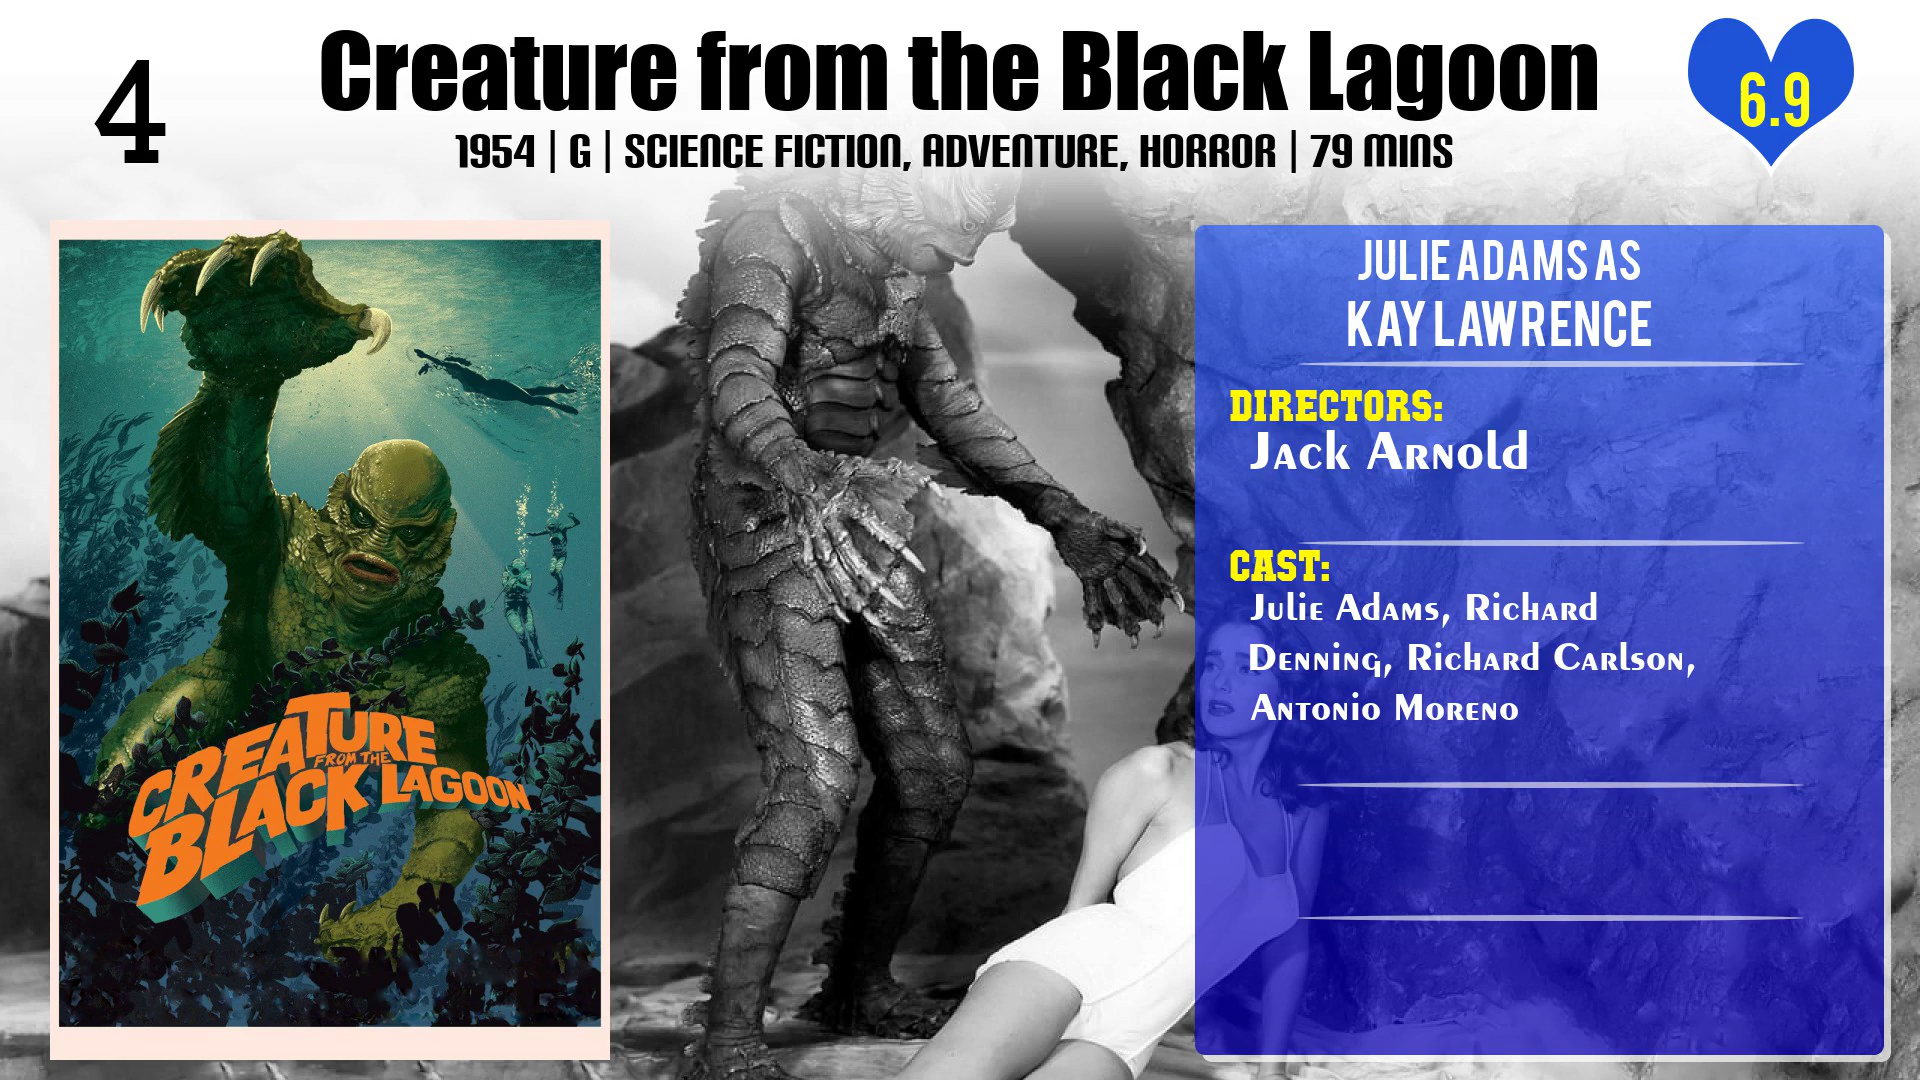 4
Creature from the Black Lagoon
1954 | G | SCIENCE FICTION, ADVENTURE, HORROR | 79 MINS
6.9
CREATURE
FROM THE
BLACK LAGOON
JULIE ADAMS AS
KAY LAWRENCE
DIRECTORS:
Jack Arnold
CAST:
Julie Adams, Richard
Denning, Richard Carlson,
Antonio Moreno